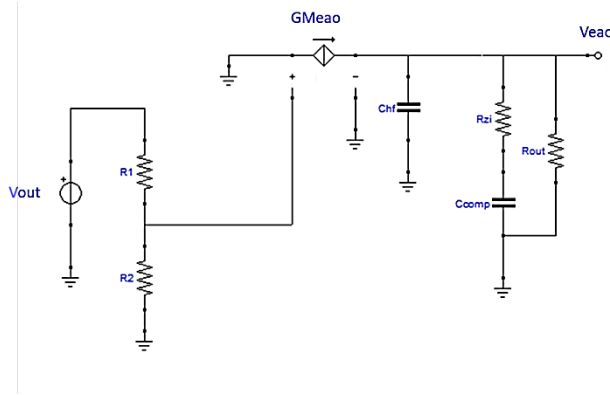 GMeao
Veao
+
-
Chf
Rzi
Rout
+
R1
Vout
Ccomp
R2